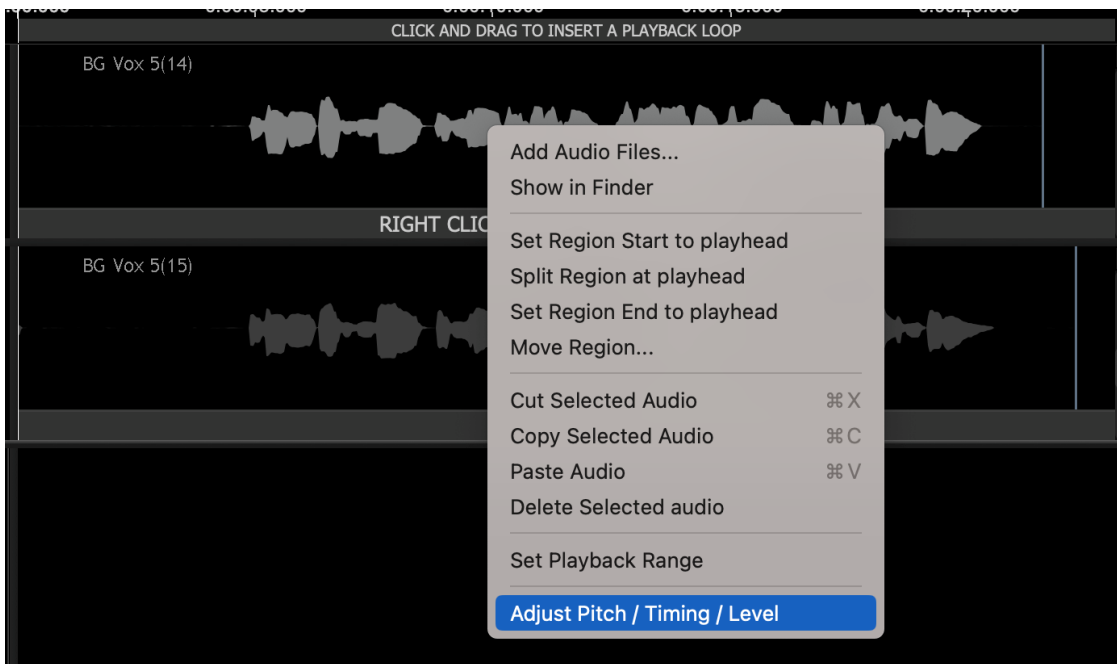 CLICK AND DRAG TO INSERT A PLAYBACK LOOP
BG Vox 5(14)
RIGHT CLIC
BG Vox 5(15)
Add Audio Files...
Show in Finder
Set Region Start to playhead
Split Region at playhead
Set Region End to playhead
Move Region...
Cut Selected Audio ⌘X
Copy Selected Audio ⌘C
Paste Audio ⌘V
Delete Selected audio
Set Playback Range
Adjust Pitch / Timing / Level